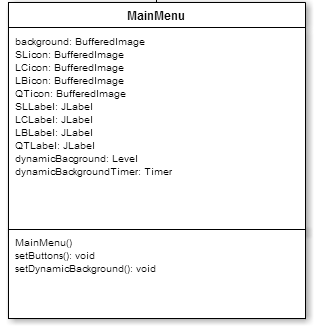 MainMenu
background: BufferedImage
SLicon: BufferedImage
LCicon: BufferedImage
LBicon: BufferedImage
QTicon: BufferedImage
SLLabel: JLabel
LCLabel: JLabel
LBLabel: JLabel
QTLabel: JLabel
dynamicBacground: Level
dynamicBackgroundTimer: Timer
MainMenu()
setButtons(): void
setDynamicBackground(): void